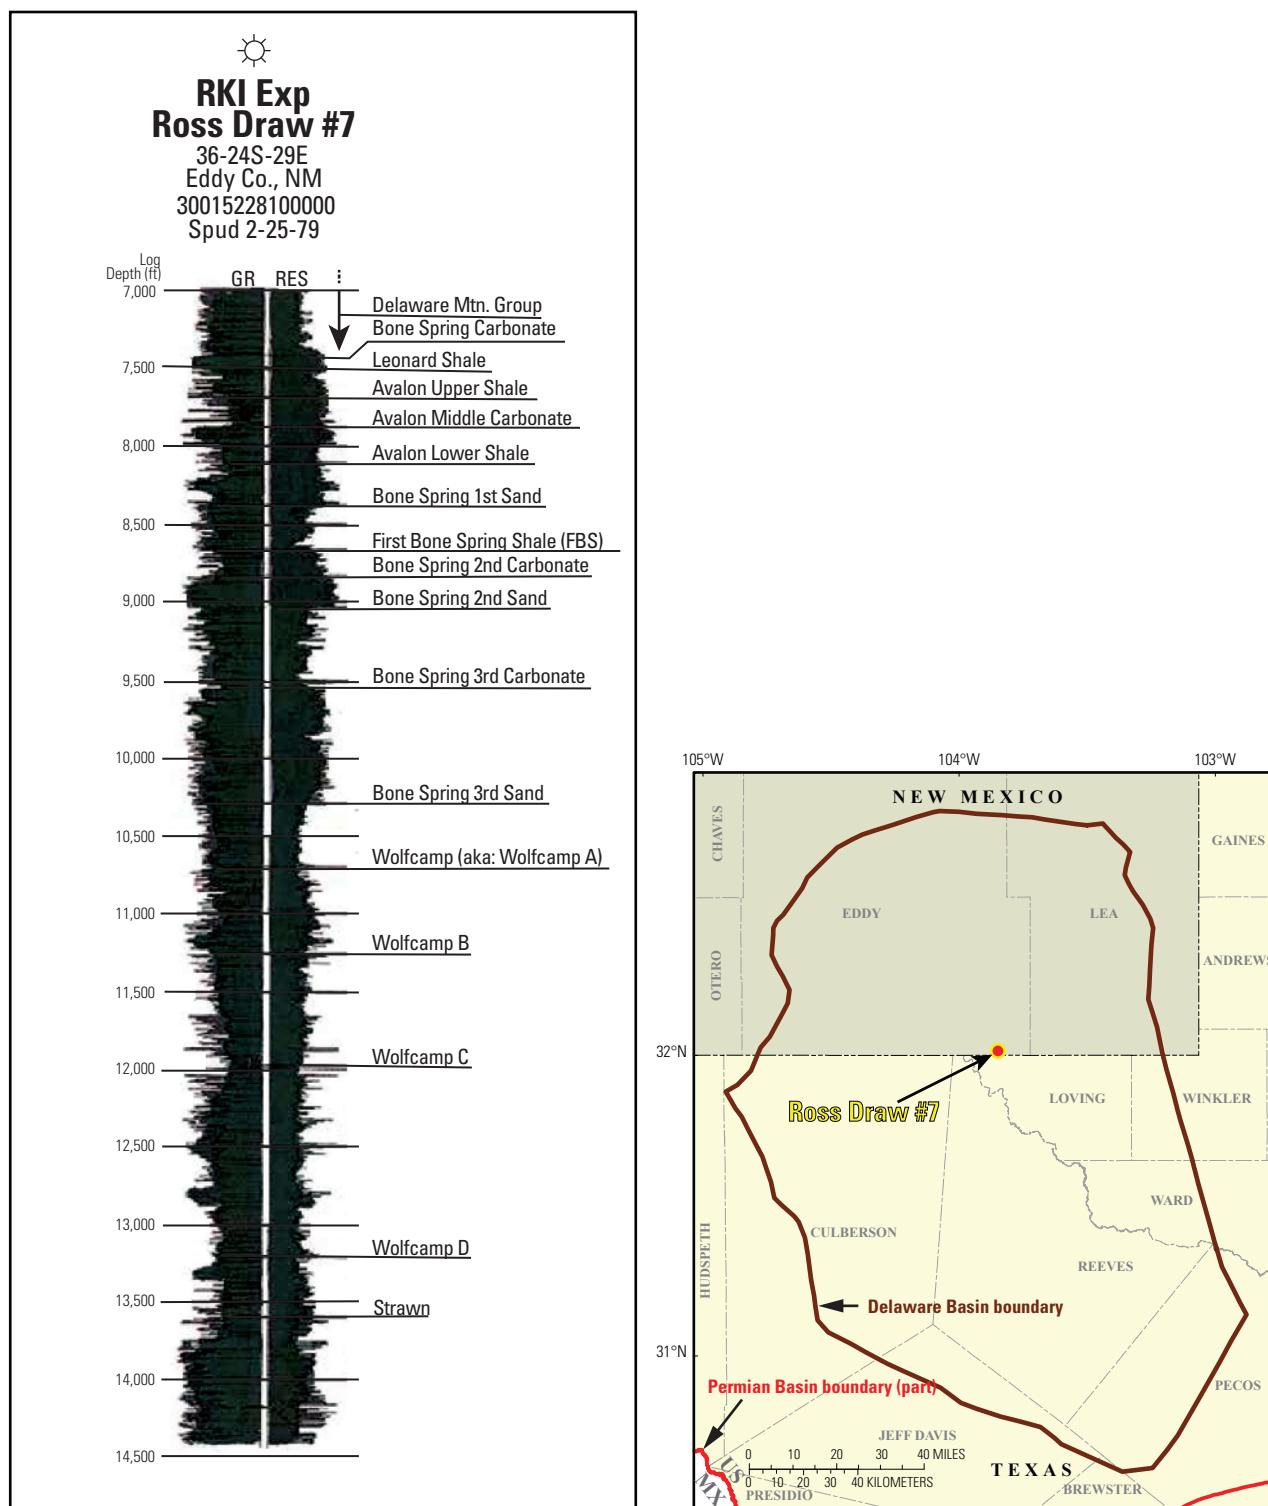 RKI Exp
Ross Draw #7
36-24S-29E
Eddy Co., NM
30015228100000
Spud 2-25-79
Log
Depth (ft)
GR RES
7,000
Delaware Mtn. Group
Bone Spring Carbonate
Leonard Shale
7,500
Avalon Upper Shale
Avalon Middle Carbonate
8,000
Avalon Lower Shale
Bone Spring 1st Sand
8,500
First Bone Spring Shale (FBS)
Bone Spring 2nd Carbonate
9,000
Bone Spring 2nd Sand
9,500
Bone Spring 3rd Carbonate
10,000
Bone Spring 3rd Sand
10,500
Wolfcamp (aka: Wolfcamp A)
11,000
Wolfcamp B
11,500
Wolfcamp C
12,000
12,500
13,000
Wolfcamp D
13,500
Strawn
14,000
14,500
105°W 104°W 103°W
NEW MEXICO
CHAVES
GAINES
EDDY
LEA
OTERO
ANDREWS
32°N
Ross Draw #7
LOVING
WINKLER
WARD
CULBERSON
HUDSPETH
REEVES
Delaware Basin boundary
31°N
Permian Basin boundary (part)
PECOS
JEFF DAVIS
0 10 20 30 40 MILES
0 10 20 30 40 KILOMETERS
TEXAS
US
MX
PRESIDIO
BREWSTER